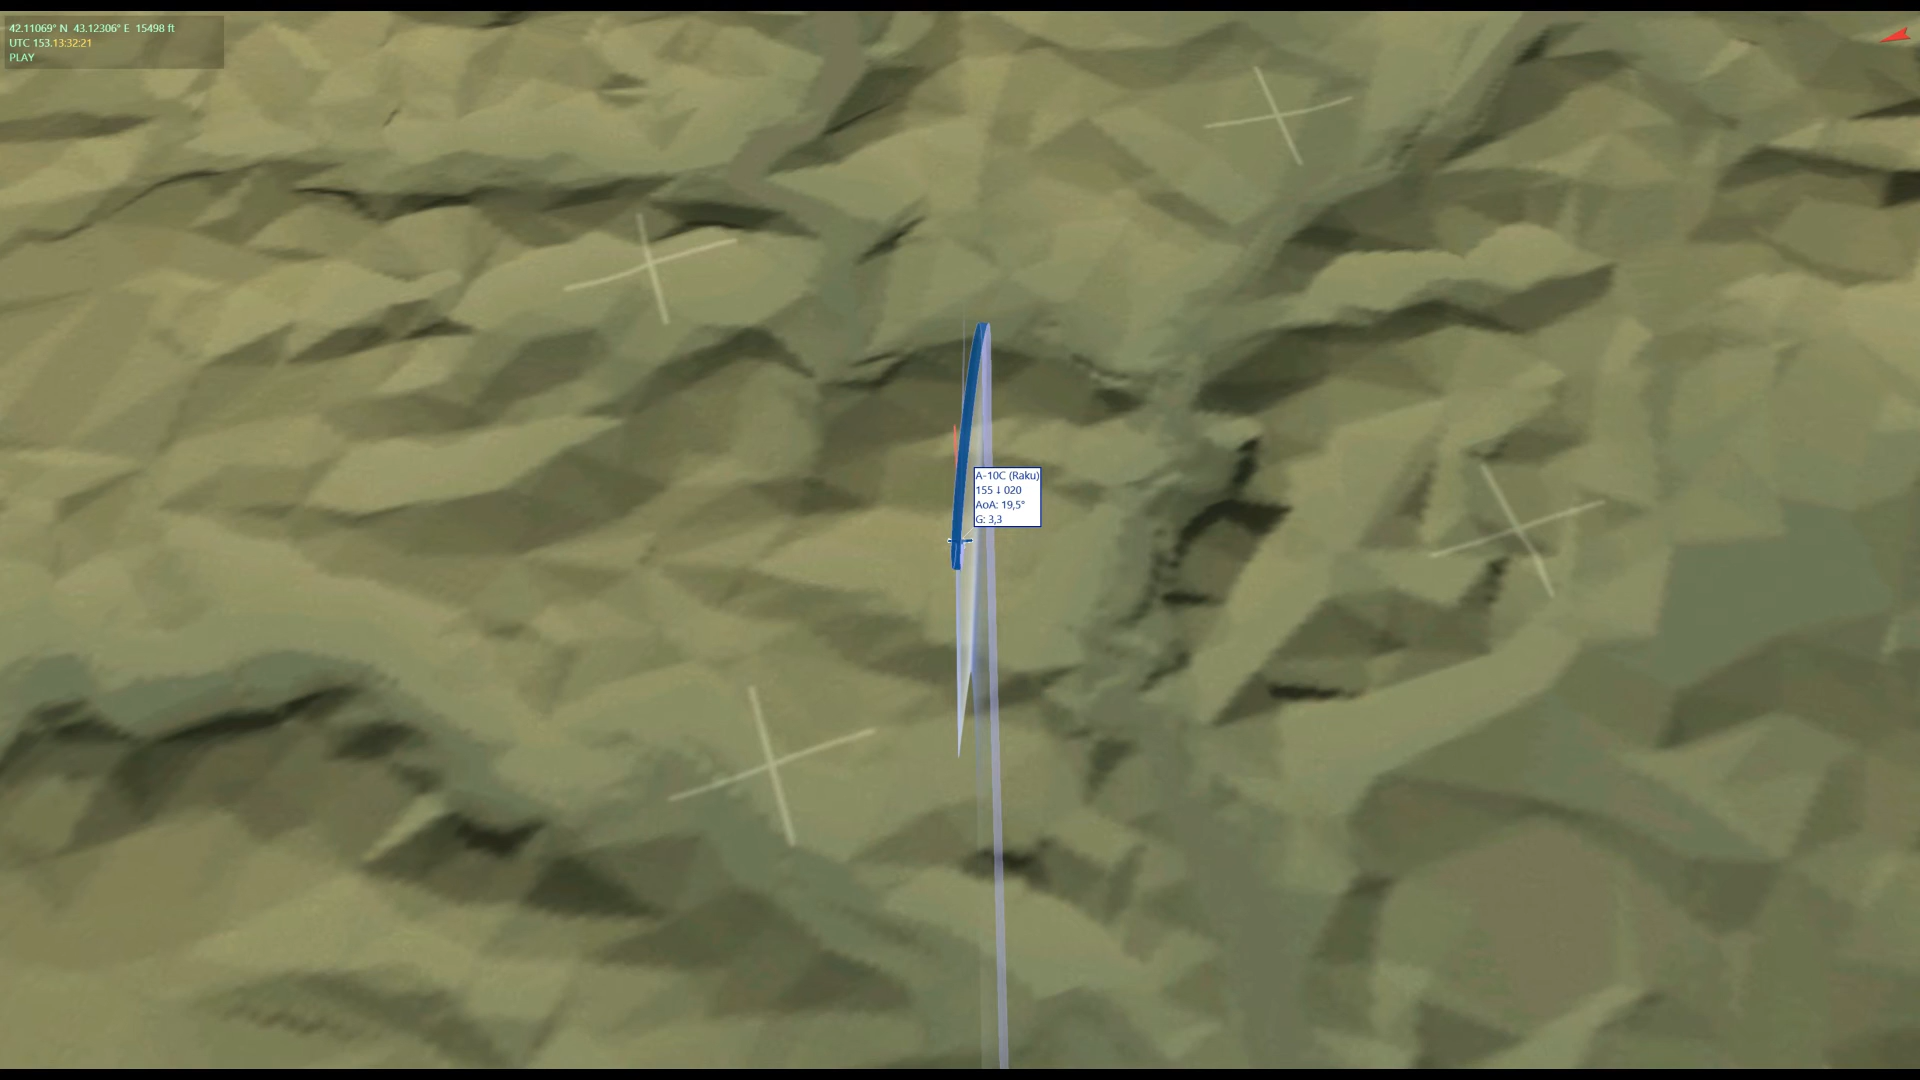 42.11069° N  43.12306° E  15498 ft
UTC 153.13:32:21
PLAY
A-10C (Raku)
155 ↓ 020
AoA: 19,5°
G: 3,3